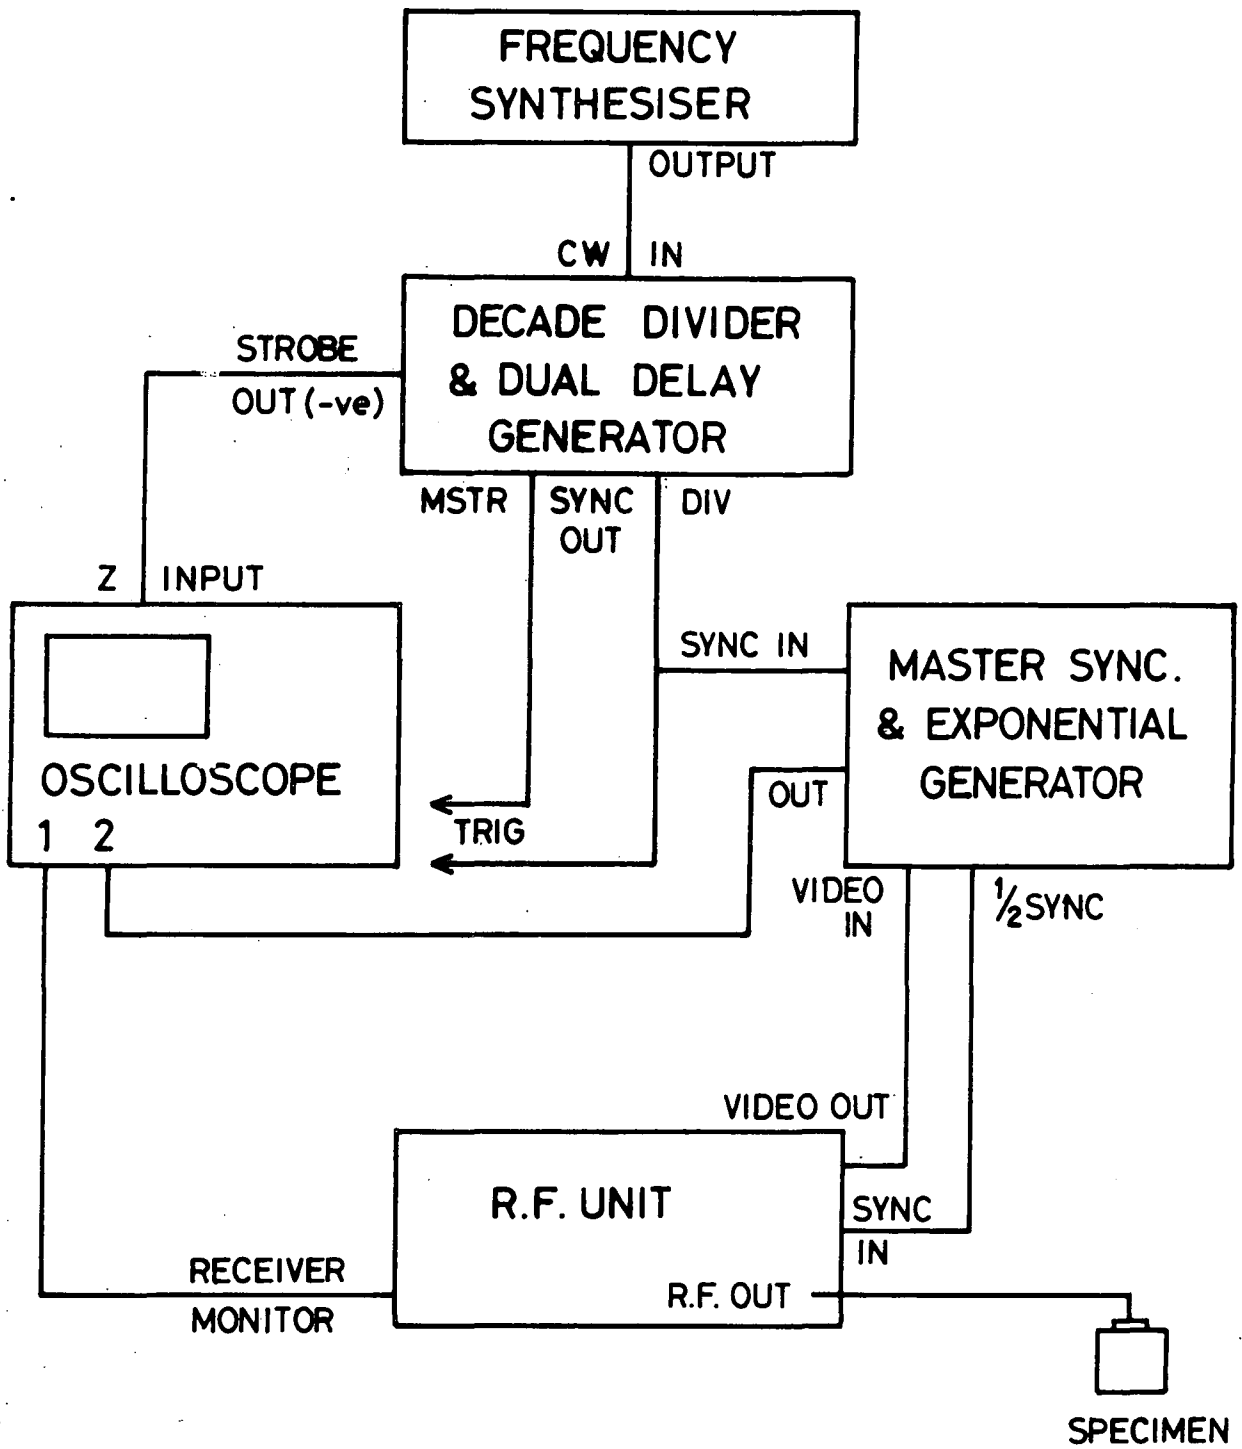 FREQUENCY
SYNTHESISER
OUTPUT
CW IN
DECADE DIVIDER
& DUAL DELAY
GENERATOR
STROBE
OUT (-ve)
MSTR SYNC DIV
OUT
Z INPUT
SYNC IN
MASTER SYNC.
& EXPONENTIAL
GENERATOR
OSCILLOSCOPE
1 2
TRIG
OUT
VIDEO
IN
½ SYNC
VIDEO OUT
R.F. UNIT
SYNC
IN
RECEIVER
MONITOR
R.F. OUT
SPECIMEN